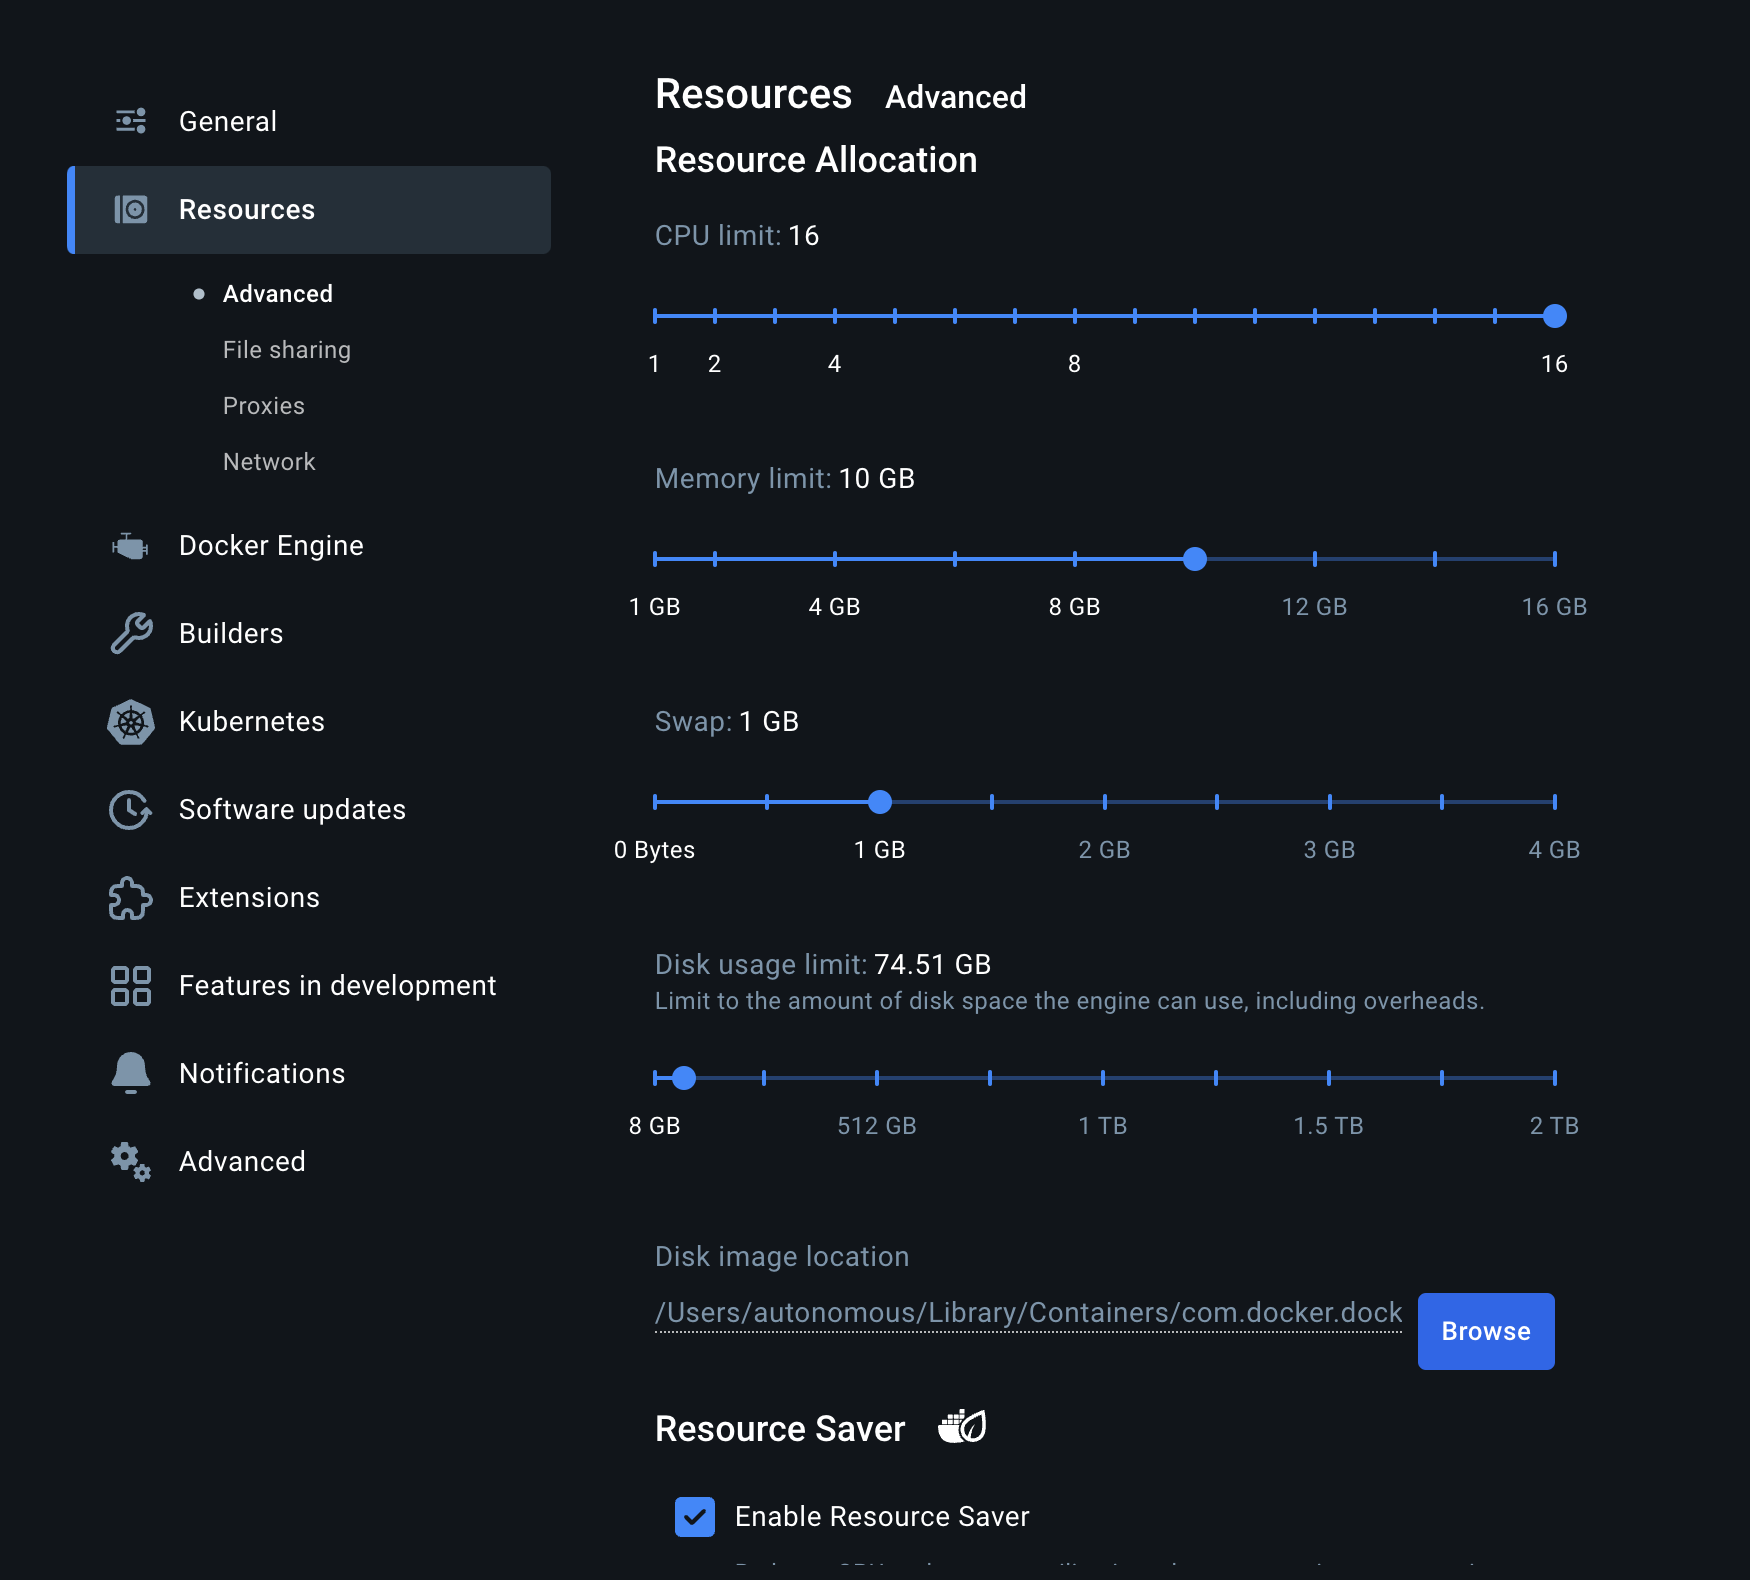 General
Resources
Advanced
File sharing
Proxies
Network
Docker Engine
Builders
Kubernetes
Software updates
Extensions
Features in development
Notifications
Advanced
Resources Advanced
Resource Allocation
CPU limit: 16
1 2 4 8 16
Memory limit: 10 GB
1 GB 4 GB 8 GB 12 GB 16 GB
Swap: 1 GB
0 Bytes 1 GB 2 GB 3 GB 4 GB
Disk usage limit: 74.51 GB
Limit to the amount of disk space the engine can use, including overheads.
8 GB 512 GB 1 TB 1.5 TB 2 TB
Disk image location
/Users/autonomous/Library/Containers/com.docker.dock
Browse
Resource Saver
Enable Resource Saver